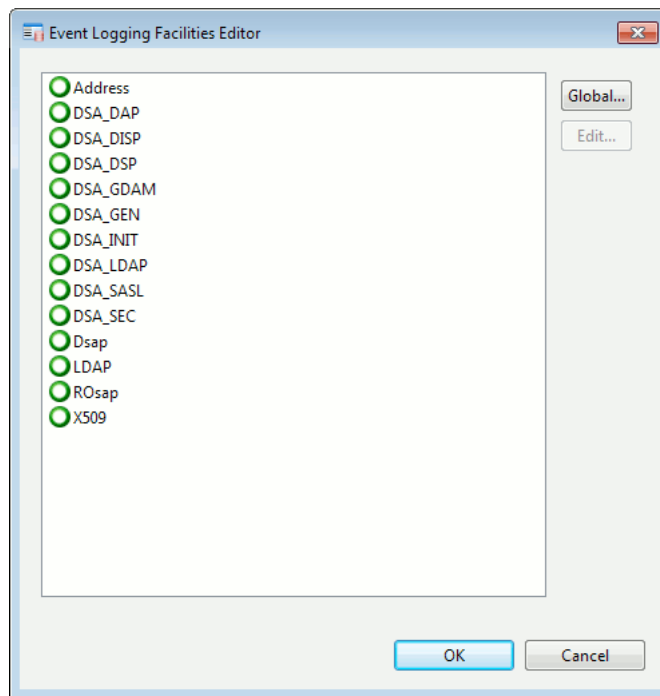 Event Logging Facilities Editor
Address
DSA_DAP
DSA_DISP
DSA_DSP
DSA_GDAM
DSA_GEN
DSA_INIT
DSA_LDAP
DSA_SASL
DSA_SEC
Dsap
LDAP
ROsap
X509
Global...
Edit...
OK
Cancel